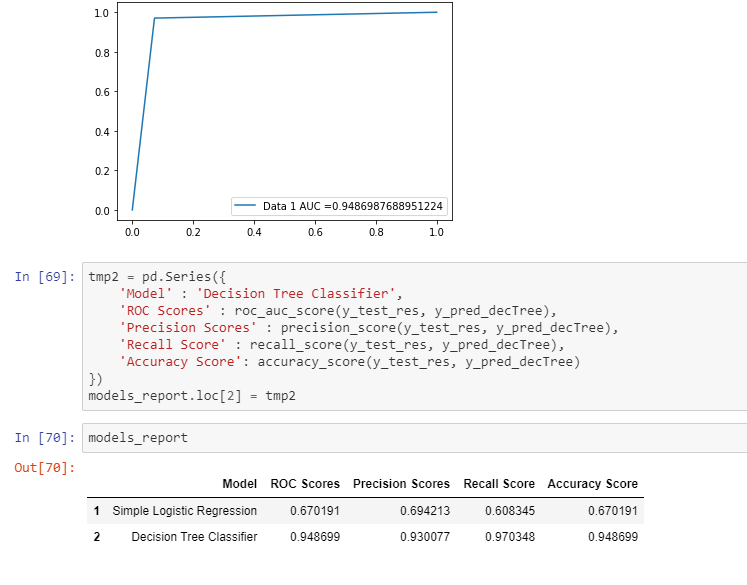 1.0
0.8
0.6
0.4
0.2
0.0
Data 1 AUC =0.9486987688951224
0.0 0.2 0.4 0.6 0.8 1.0
In [69]: tmp2 = pd.Series({
'Model' : 'Decision Tree Classifier',
'ROC Scores' : roc_auc_score(y_test_res, y_pred_decTree),
'Precision Scores' : precision_score(y_test_res, y_pred_decTree),
'Recall Score' : recall_score(y_test_res, y_pred_decTree),
'Accuracy Score': accuracy_score(y_test_res, y_pred_decTree)
})
models_report.loc[2] = tmp2
In [70]: models_report
Out[70]:
Model ROC Scores Precision Scores Recall Score Accuracy Score
1 Simple Logistic Regression 0.670191 0.694213 0.608345 0.670191
2 Decision Tree Classifier 0.948699 0.930077 0.970348 0.948699